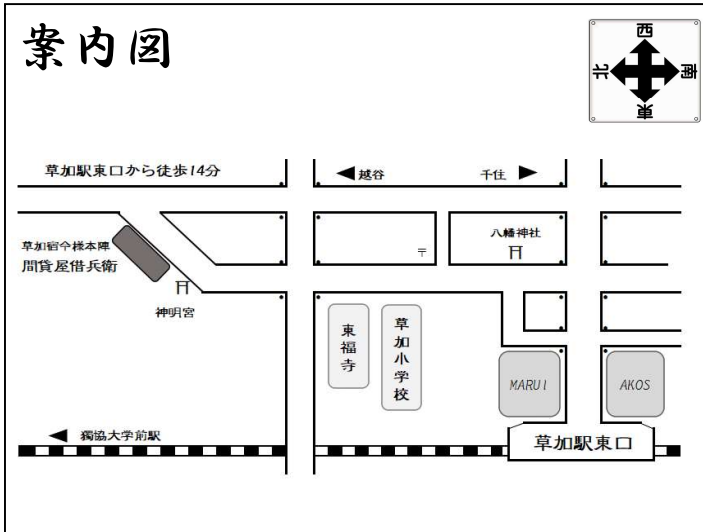 案内図
西
北
南
東
草加駅東口から徒歩14分
◀越谷
千住▶
草加宿今様本陣
間貸屋借兵衛
神明宮
〒
八幡神社
東福寺
草加小学校
MARUI
AKOS
◀獨協大学前駅
草加駅東口